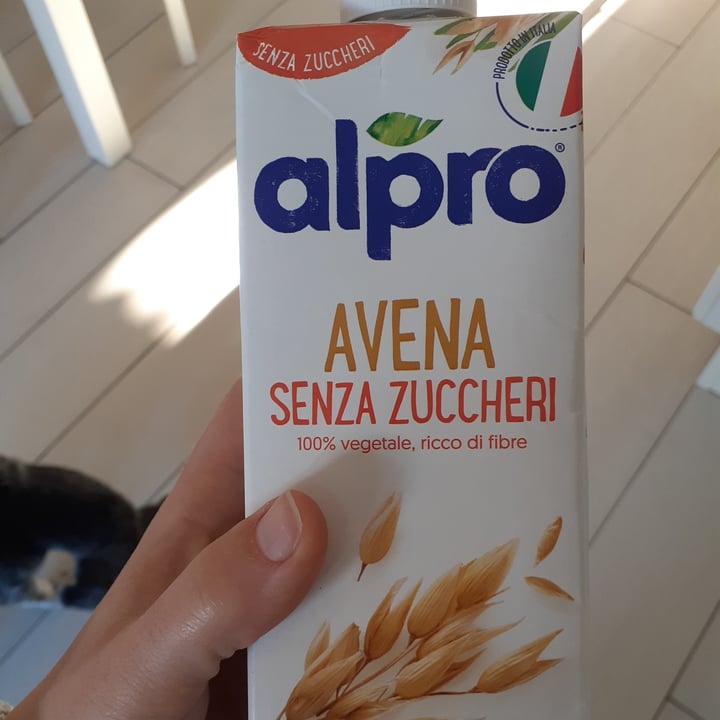 SENZA ZUCCHERI
PRODOTTO IN ITALIA
alpro®
AVENA
SENZA ZUCCHERI
100% vegetale, ricco di fibre